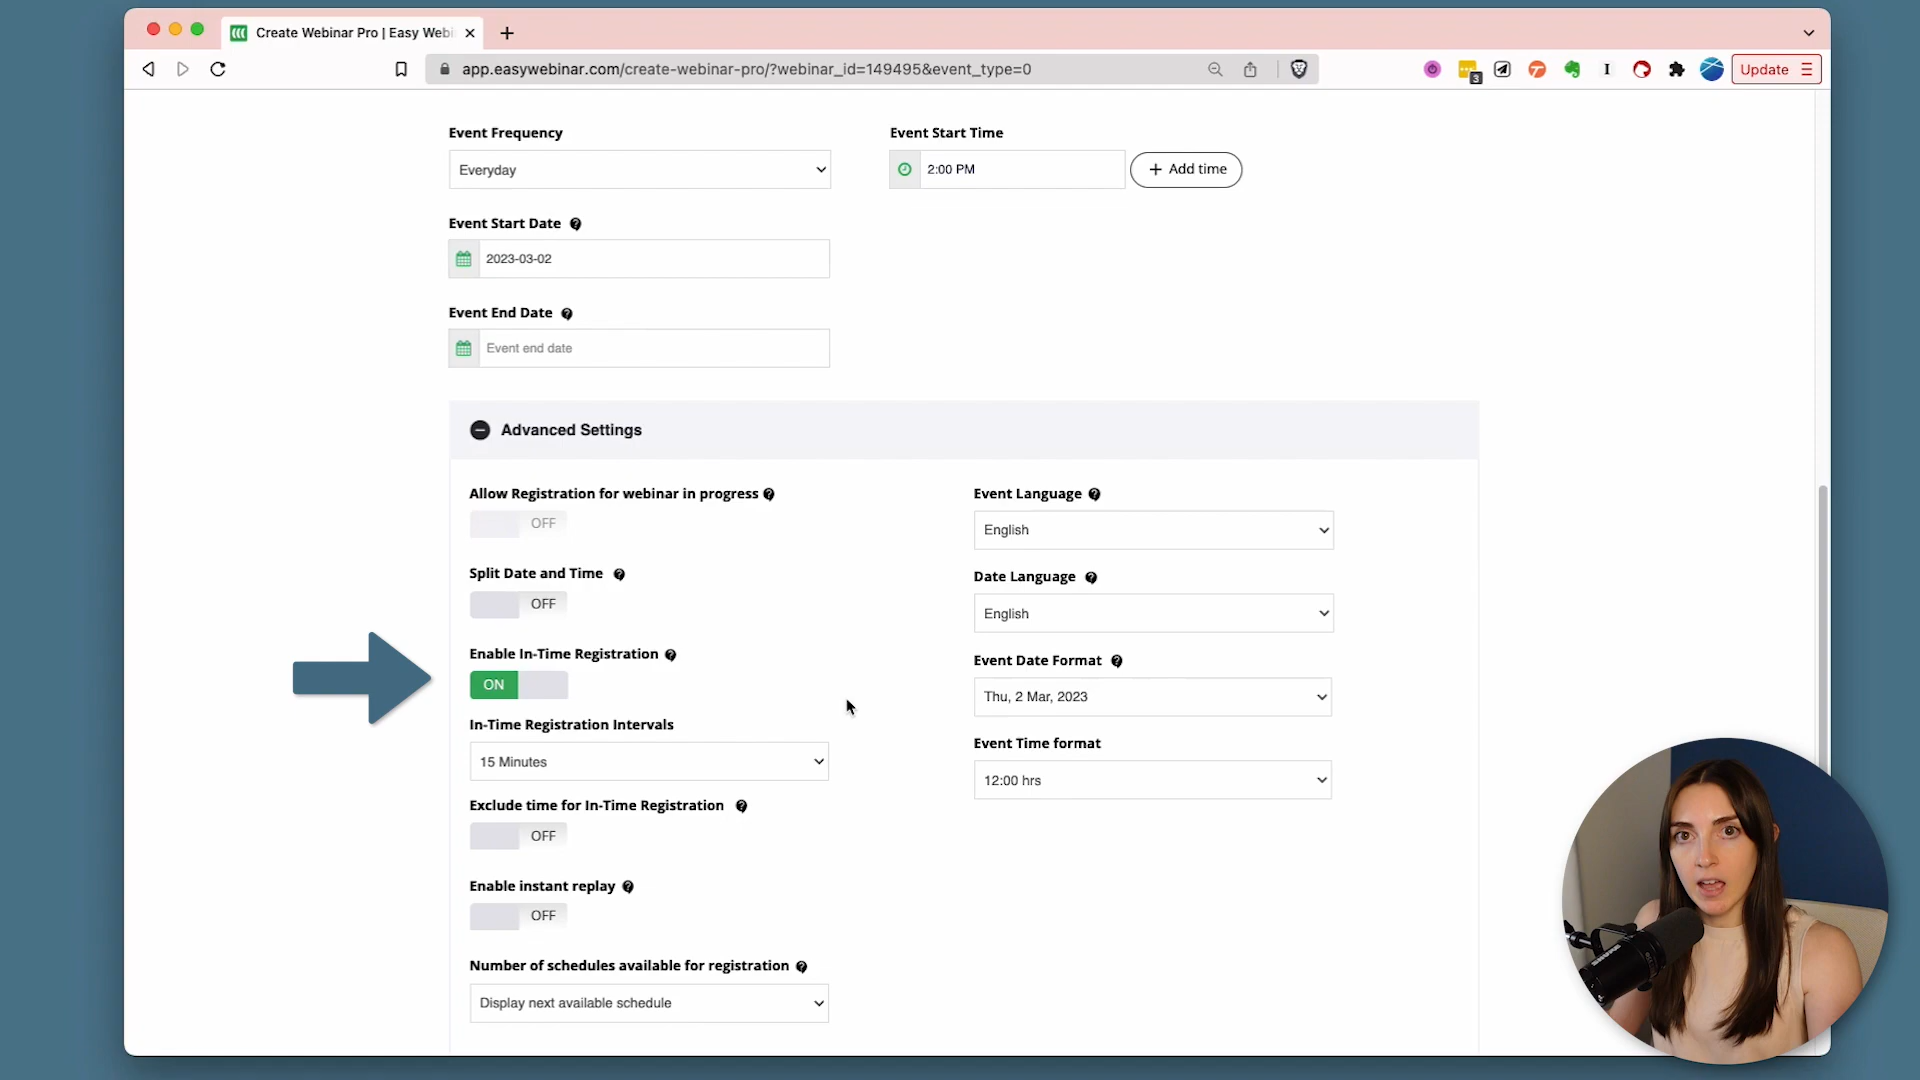 Create Webinar Pro | Easy Webi
app.easywebinar.com/create-webinar-pro/?webinar_id=149495&event_type=0
3
Update
Event Frequency
Everyday
Event Start Time
2:00 PM
+ Add time
Event Start Date
2023-03-02
Event End Date
Event end date
Advanced Settings
Allow Registration for webinar in progress
OFF
Split Date and Time
OFF
Enable In-Time Registration
ON
In-Time Registration Intervals
15 Minutes
Exclude time for In-Time Registration
OFF
Enable instant replay
OFF
Number of schedules available for registration
Display next available schedule
Event Language
English
Date Language
English
Event Date Format
Thu, 2 Mar, 2023
Event Time format
12:00 hrs